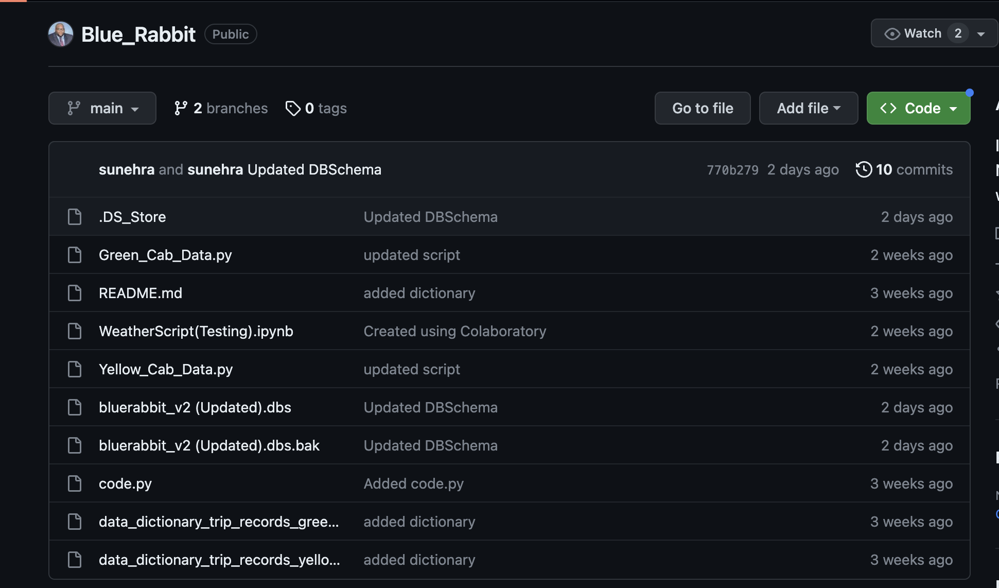 Blue_Rabbit Public Watch 2
main 2 branches 0 tags Go to file Add file Code
sunehra and sunehra Updated DBSchema 770b279 2 days ago 10 commits
.DS_Store Updated DBSchema 2 days ago
Green_Cab_Data.py updated script 2 weeks ago
README.md added dictionary 3 weeks ago
WeatherScript(Testing).ipynb Created using Colaboratory 2 weeks ago
Yellow_Cab_Data.py updated script 2 weeks ago
bluerabbit_v2 (Updated).dbs Updated DBSchema 2 days ago
bluerabbit_v2 (Updated).dbs.bak Updated DBSchema 2 days ago
code.py Added code.py 3 weeks ago
data_dictionary_trip_records_gree... added dictionary 3 weeks ago
data_dictionary_trip_records_yello... added dictionary 3 weeks ago